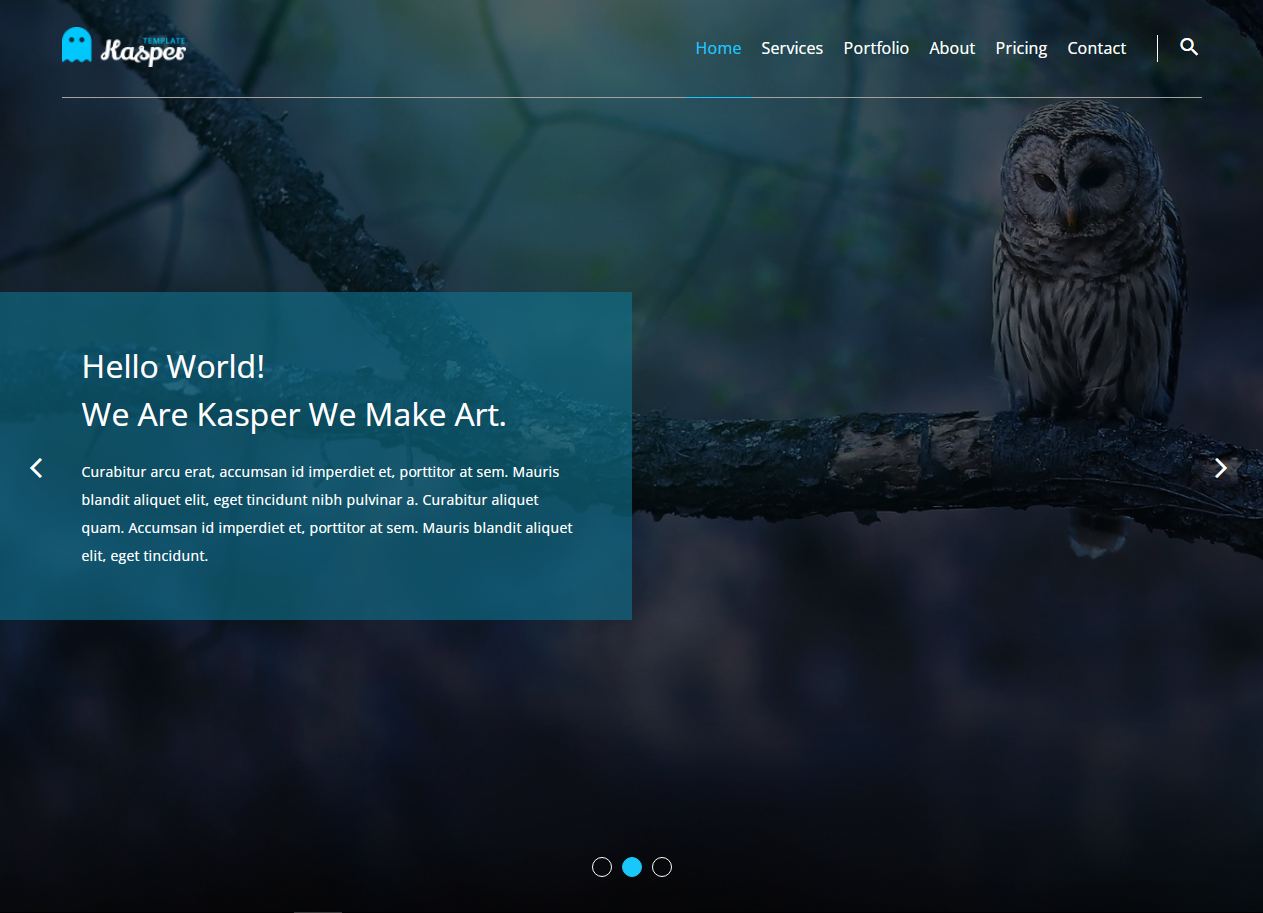 TEMPLATE
Kasper
Home Services Portfolio About Pricing Contact
Hello World!
We Are Kasper We Make Art.
Curabitur arcu erat, accumsan id imperdiet et, porttitor at sem. Mauris
blandit aliquet elit, eget tincidunt nibh pulvinar a. Curabitur aliquet
quam. Accumsan id imperdiet et, porttitor at sem. Mauris blandit aliquet
elit, eget tincidunt.